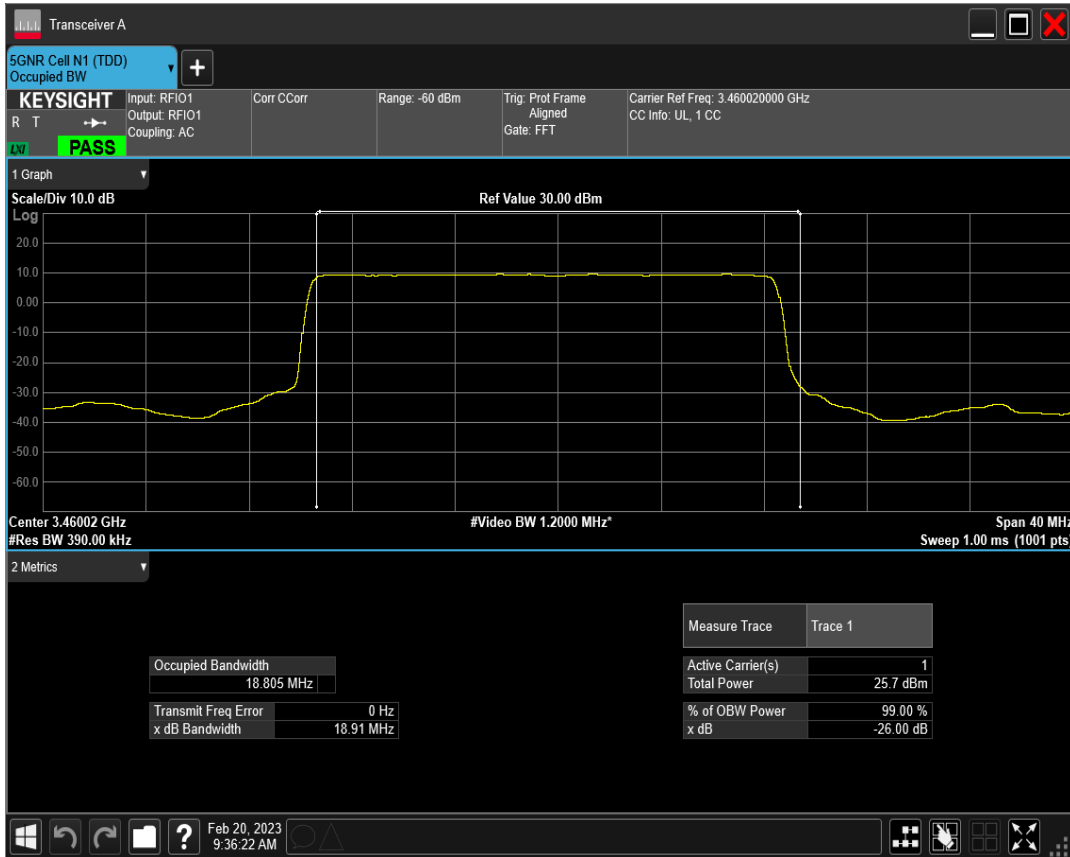 Transceiver A
5GNR Cell N1 (TDD)
Occupied BW
KEYSIGHT
R T
LXI
PASS
Input: RFIO1
Output: RFIO1
Coupling: AC
Corr CCorr
Range: -60 dBm
Trig: Prot Frame
Aligned
Gate: FFT
Carrier Ref Freq: 3.460020000 GHz
CC Info: UL, 1 CC
1 Graph
Scale/Div 10.0 dB
Ref Value 30.00 dBm
Log
20.0
10.0
0.00
-10.0
-20.0
-30.0
-40.0
-50.0
-60.0
Center 3.46002 GHz
#Video BW 1.2000 MHz*
Span 40 MHz
#Res BW 390.00 kHz
Sweep 1.00 ms (1001 pts)
2 Metrics
Measure Trace Trace 1
Occupied Bandwidth
18.805 MHz
Active Carrier(s) 1
Total Power 25.7 dBm
Transmit Freq Error 0 Hz
x dB Bandwidth 18.91 MHz
% of OBW Power 99.00 %
x dB -26.00 dB
?
Feb 20, 2023
9:36:22 AM